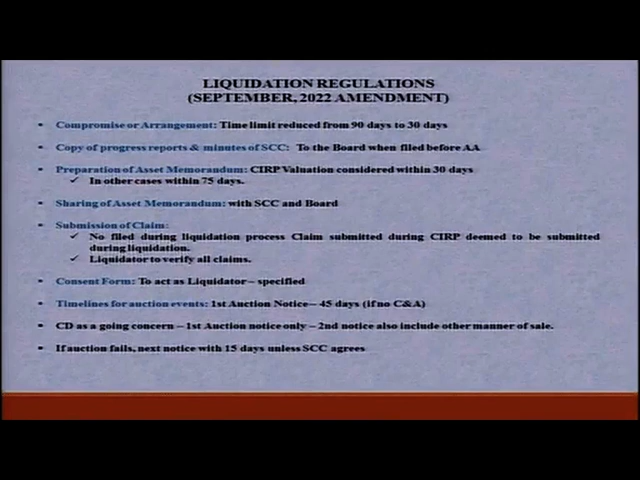 LIQUIDATION REGULATIONS
(SEPTEMBER, 2022 AMENDMENT)
• Compromise or Arrangement: Time limit reduced from 90 days to 30 days
• Copy of progress reports & minutes of SCC: To the Board when filed before AA
• Preparation of Asset Memorandum: CIRP Valuation considered within 30 days
✓ In other cases within 75 days.
• Sharing of Asset Memorandum: with SCC and Board
• Submission of Claim:
✓ No filed during liquidation process Claim submitted during CIRP deemed to be submitted
during liquidation.
✓ Liquidator to verify all claims.
• Consent Form: To act as Liquidator – specified
• Timelines for auction events: 1st Auction Notice – 45 days (if no C&A)
• CD as a going concern – 1st Auction notice only – 2nd notice also include other manner of sale.
• If auction fails, next notice with 15 days unless SCC agrees